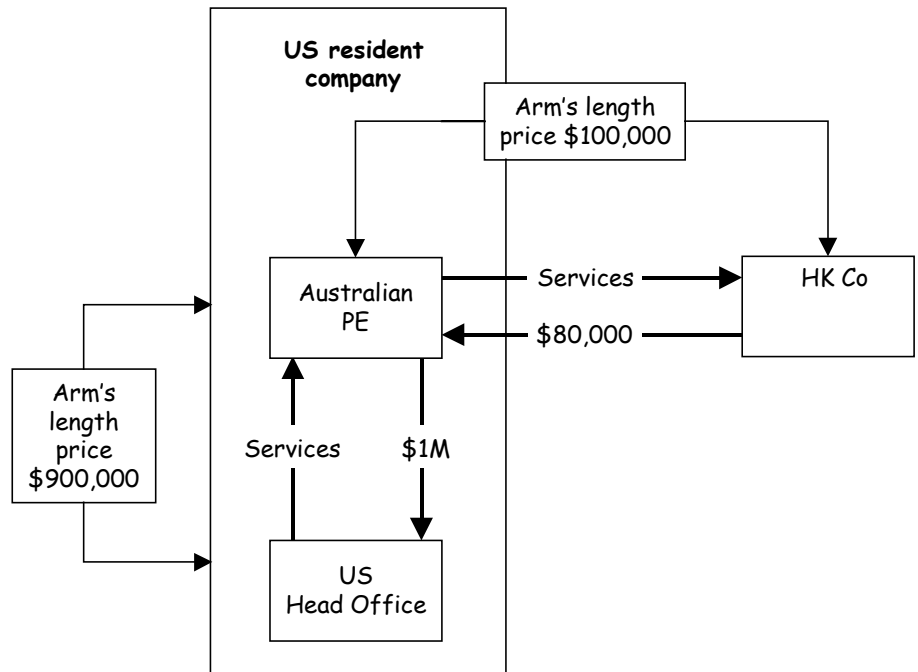 US resident
company
Arm's length
price $100,000
Australian
PE
Services
HK Co
$80,000
Arm's
length
price
$900,000
Services
$1M
US
Head Office